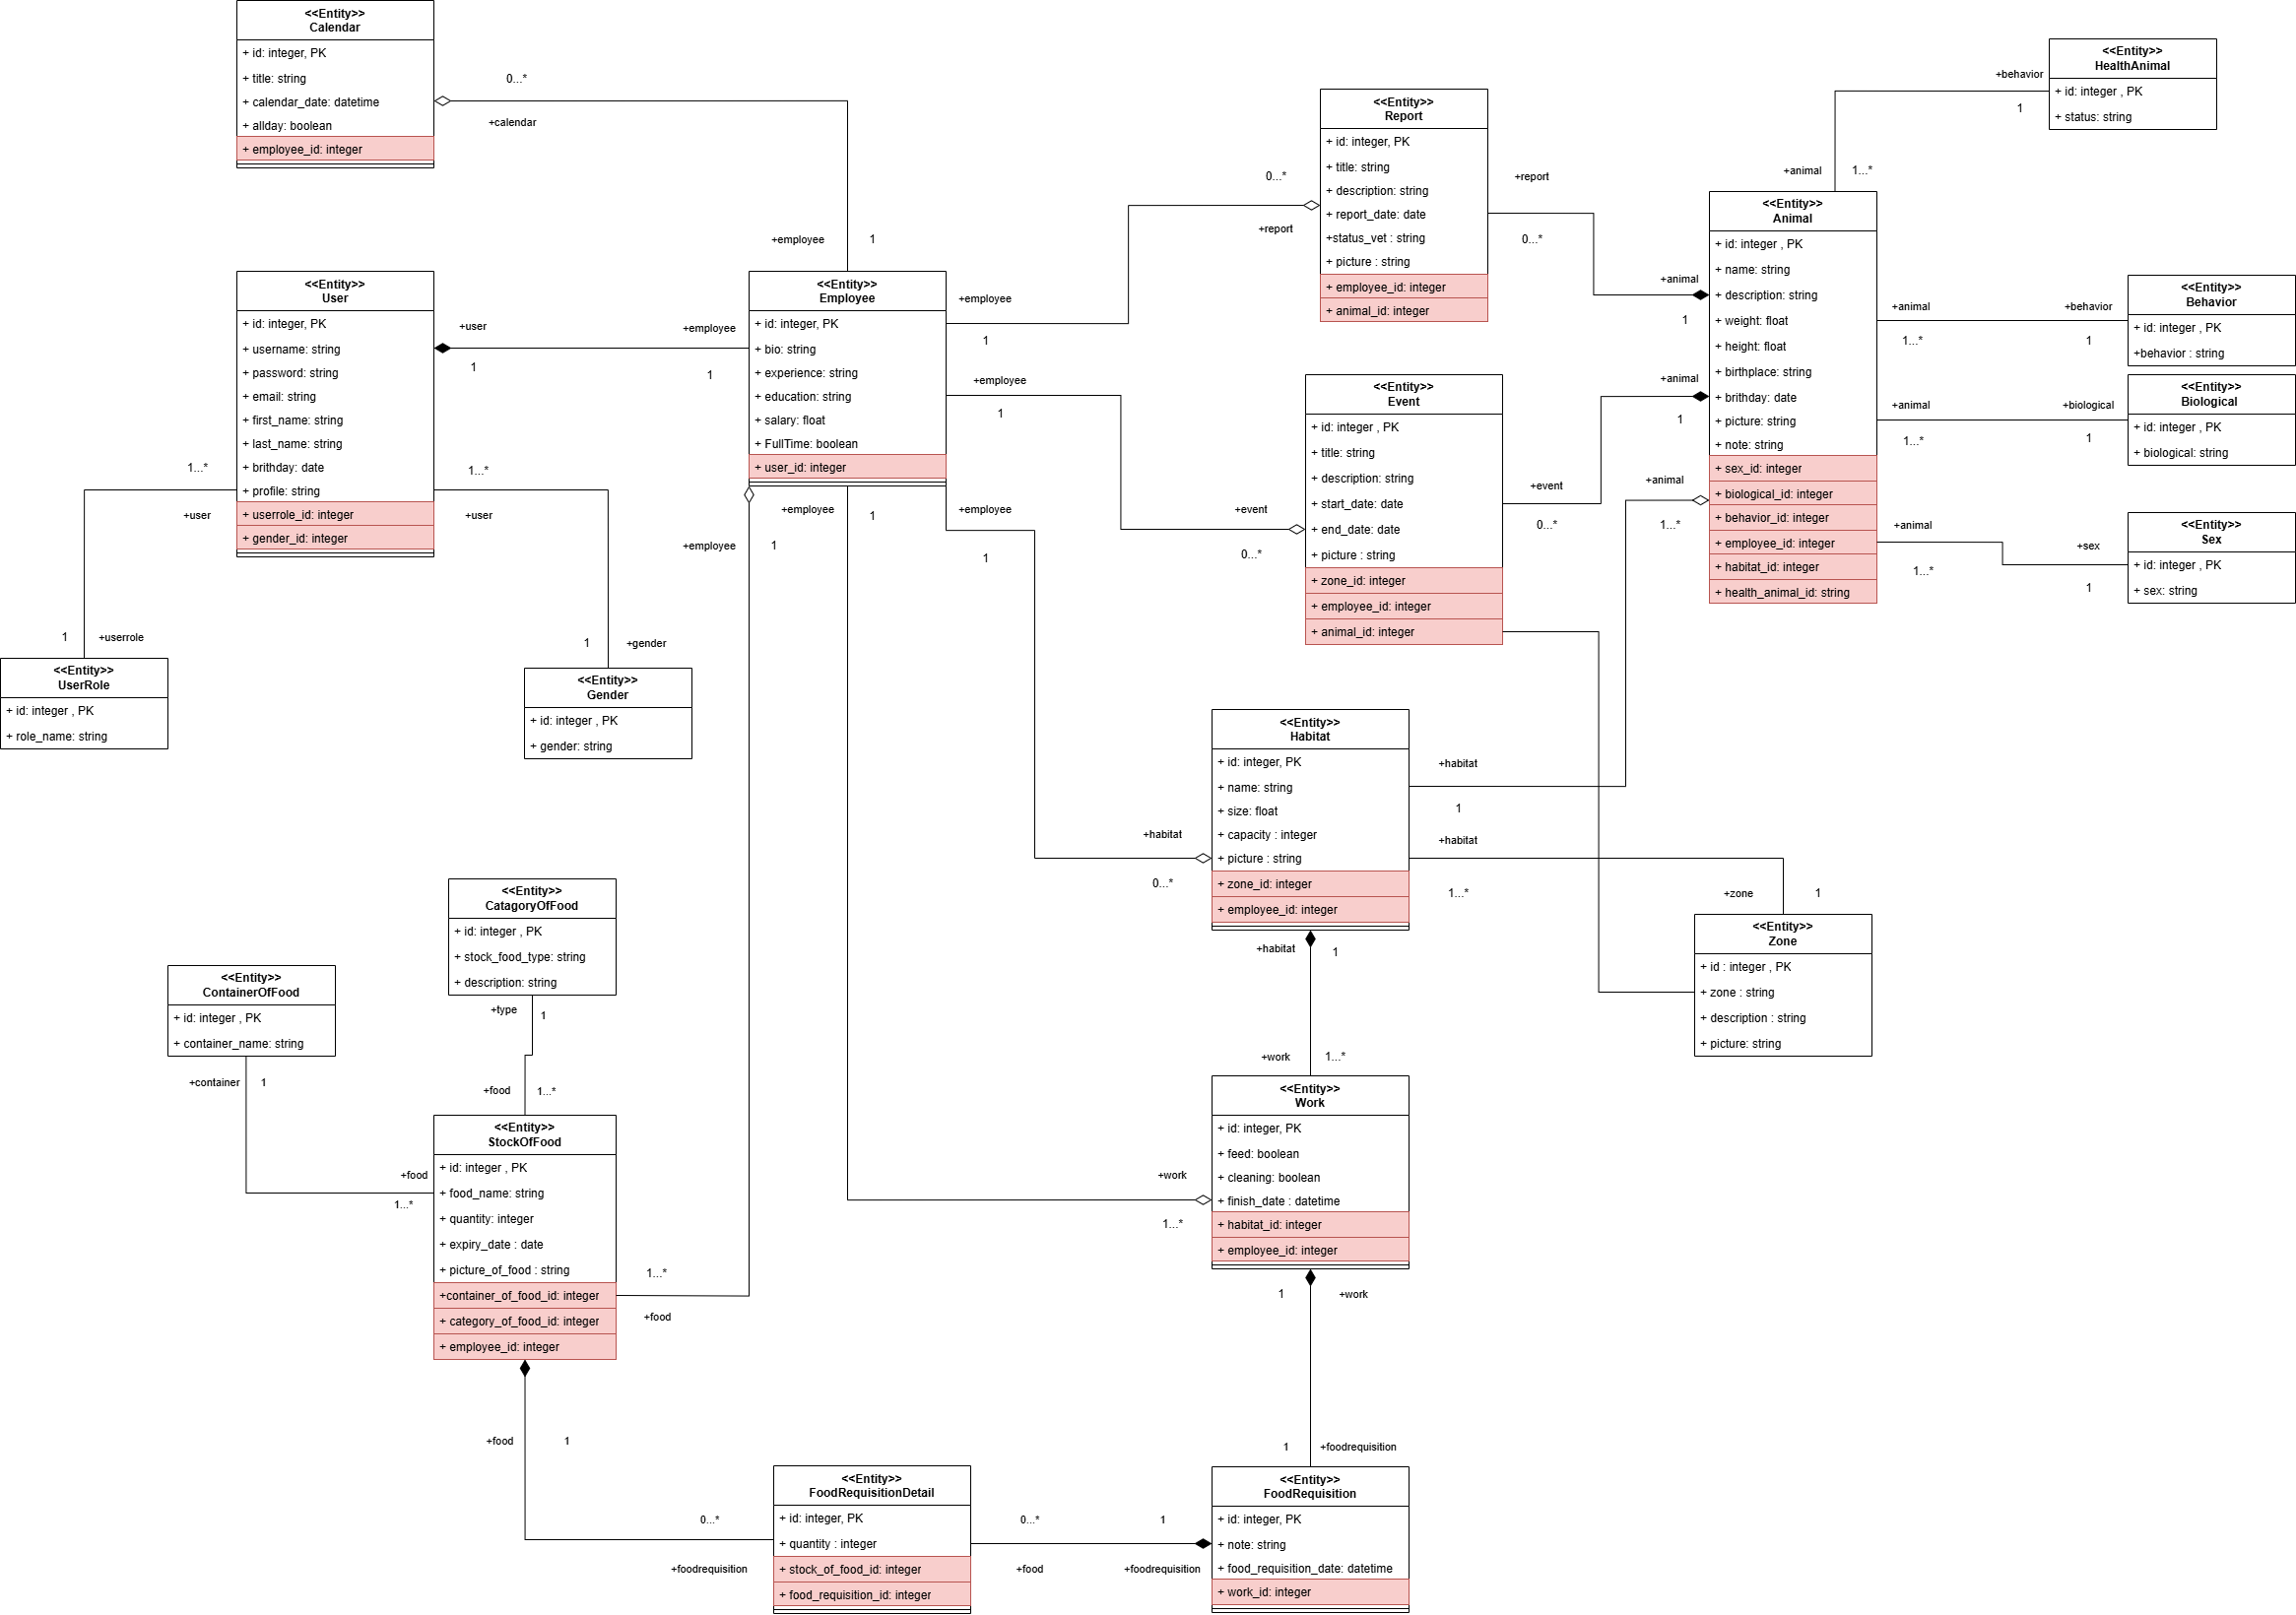 <<Entity>>
Calendar
+ id: integer, PK
+ title: string
+ calendar_date: datetime
+ allday: boolean
+ employee_id: integer
0...*
+calendar
+employee
1
<<Entity>>
User
+ id: integer, PK
+ username: string
+ password: string
+ email: string
+ first_name: string
+ last_name: string
+ brithday: date
+ profile: string
+ userrole_id: integer
+ gender_id: integer
+user
1
+employee
1
1...*
+user
1...*
+user
1
+userrole
1
+gender
<<Entity>>
UserRole
+ id: integer , PK
+ role_name: string
<<Entity>>
Gender
+ id: integer , PK
+ gender: string
<<Entity>>
Employee
+ id: integer, PK
+ bio: string
+ experience: string
+ education: string
+ salary: float
+ FullTime: boolean
+ user_id: integer
+employee
1
+employee
1
+employee
1
+employee
1
+employee
1
<<Entity>>
Report
+ id: integer, PK
+ title: string
+ description: string
+ report_date: date
+status_vet : string
+ picture : string
+ employee_id: integer
+ animal_id: integer
0...*
+report
+report
0...*
+animal
1
<<Entity>>
Event
+ id: integer , PK
+ title: string
+ description: string
+ start_date: date
+ end_date: date
+ picture : string
+ zone_id: integer
+ employee_id: integer
+ animal_id: integer
+event
0...*
+event
0...*
+animal
1
+animal
1...*
<<Entity>>
HealthAnimal
+ id: integer , PK
+ status: string
+behavior
1
+animal
1...*
<<Entity>>
Animal
+ id: integer , PK
+ name: string
+ description: string
+ weight: float
+ height: float
+ birthplace: string
+ brithday: date
+ picture: string
+ note: string
+ sex_id: integer
+ biological_id: integer
+ behavior_id: integer
+ employee_id: integer
+ habitat_id: integer
+ health_animal_id: string
+animal
1...*
+behavior
1
<<Entity>>
Behavior
+ id: integer , PK
+behavior : string
+animal
1...*
+biological
1
<<Entity>>
Biological
+ id: integer , PK
+ biological: string
+animal
1...*
+sex
1
<<Entity>>
Sex
+ id: integer , PK
+ sex: string
<<Entity>>
Habitat
+ id: integer, PK
+ name: string
+ size: float
+ capacity : integer
+ picture : string
+ zone_id: integer
+ employee_id: integer
+habitat
0...*
+habitat
1
+habitat
1...*
+zone
1
<<Entity>>
Zone
+ id : integer , PK
+ zone : string
+ description : string
+ picture: string
+habitat
1
+work
1...*
<<Entity>>
Work
+ id: integer, PK
+ feed: boolean
+ cleaning: boolean
+ finish_date : datetime
+ habitat_id: integer
+ employee_id: integer
+work
1...*
1
+work
1
+foodrequisition
<<Entity>>
CatagoryOfFood
+ id: integer , PK
+ stock_food_type: string
+ description: string
+type
1
+food
1...*
<<Entity>>
ContainerOfFood
+ id: integer , PK
+ container_name: string
+container
1
+food
1...*
<<Entity>>
StockOfFood
+ id: integer , PK
+ food_name: string
+ quantity: integer
+ expiry_date : date
+ picture_of_food : string
+container_of_food_id: integer
+ category_of_food_id: integer
+ employee_id: integer
1...*
+food
+food
1
0...*
+foodrequisition
<<Entity>>
FoodRequisitionDetail
+ id: integer, PK
+ quantity : integer
+ stock_of_food_id: integer
+ food_requisition_id: integer
0...*
+food
1
+foodrequisition
<<Entity>>
FoodRequisition
+ id: integer, PK
+ note: string
+ food_requisition_date: datetime
+ work_id: integer